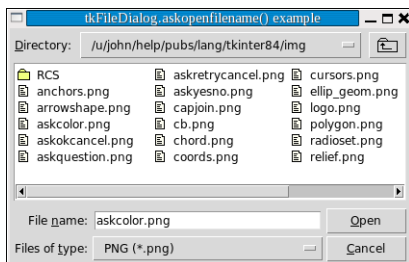 tkFileDialog.askopenfilename() example
Directory: /u/john/help/pubs/lang/tkinter84/img
RCS askretrycancel.png cursors.png
anchors.png askyesno.png ellip_geom.png
arrowshape.png capjoin.png logo.png
askcolor.png cb.png polygon.png
askokcancel.png chord.png radioset.png
askquestion.png coords.png relief.png
File name: askcolor.png Open
Files of type: PNG (*.png) Cancel